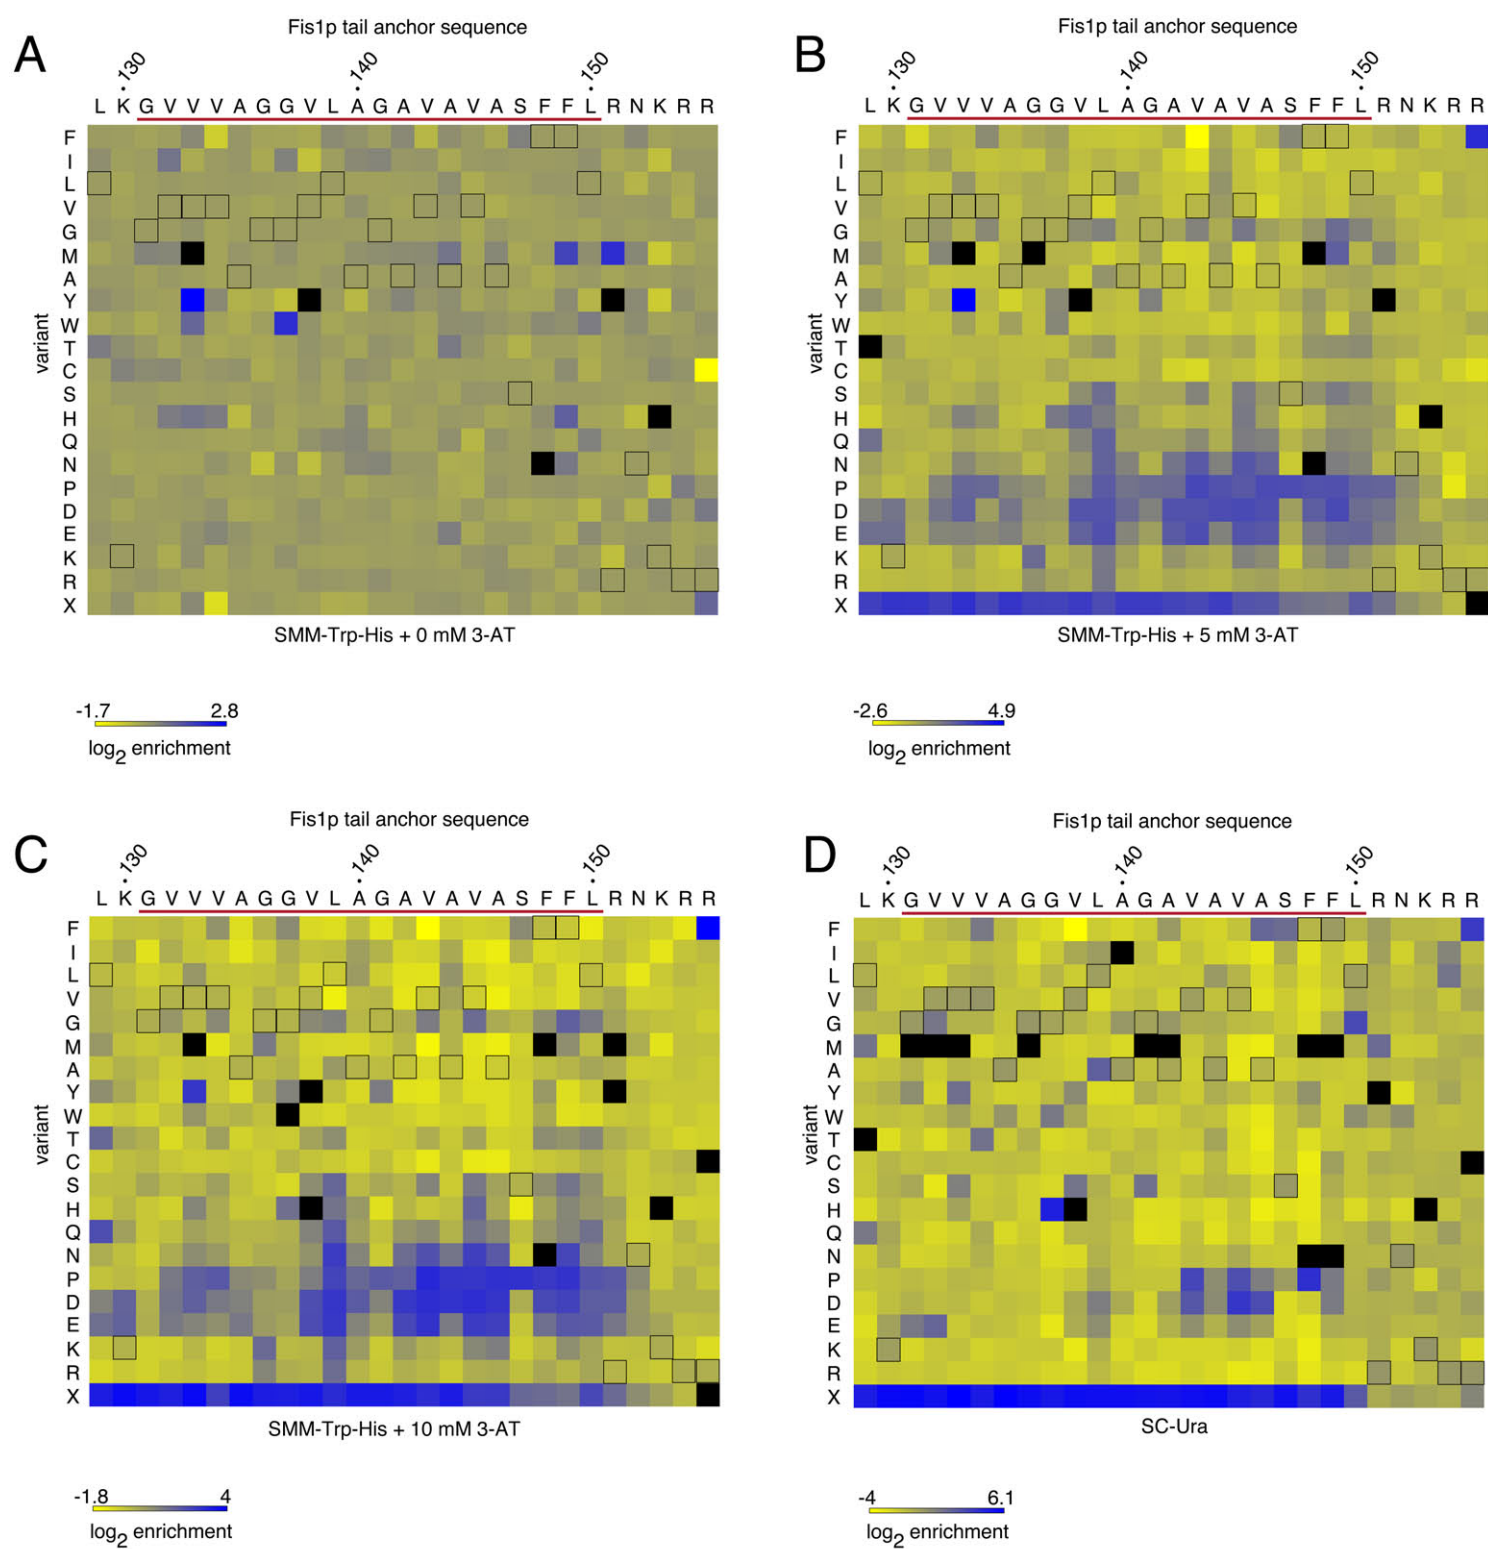 A
Fis1p tail anchor sequence
130 140 150
L K G V V V A G G V L A G A V A V A S F F L R N K R R
variant
F
I
L
V
G
M
A
Y
W
T
C
S
H
Q
N
P
D
E
K
R
X
SMM-Trp-His + 0 mM 3-AT
-1.7 2.8
log2 enrichment
B
Fis1p tail anchor sequence
130 140 150
L K G V V V A G G V L A G A V A V A S F F L R N K R R
variant
F
I
L
V
G
M
A
Y
W
T
C
S
H
Q
N
P
D
E
K
R
X
SMM-Trp-His + 5 mM 3-AT
-2.6 4.9
log2 enrichment
C
Fis1p tail anchor sequence
130 140 150
L K G V V V A G G V L A G A V A V A S F F L R N K R R
variant
F
I
L
V
G
M
A
Y
W
T
C
S
H
Q
N
P
D
E
K
R
X
SMM-Trp-His + 10 mM 3-AT
-1.8 4
log2 enrichment
D
Fis1p tail anchor sequence
130 140 150
L K G V V V A G G V L A G A V A V A S F F L R N K R R
variant
F
I
L
V
G
M
A
Y
W
T
C
S
H
Q
N
P
D
E
K
R
X
SC-Ura
-4 6.1
log2 enrichment